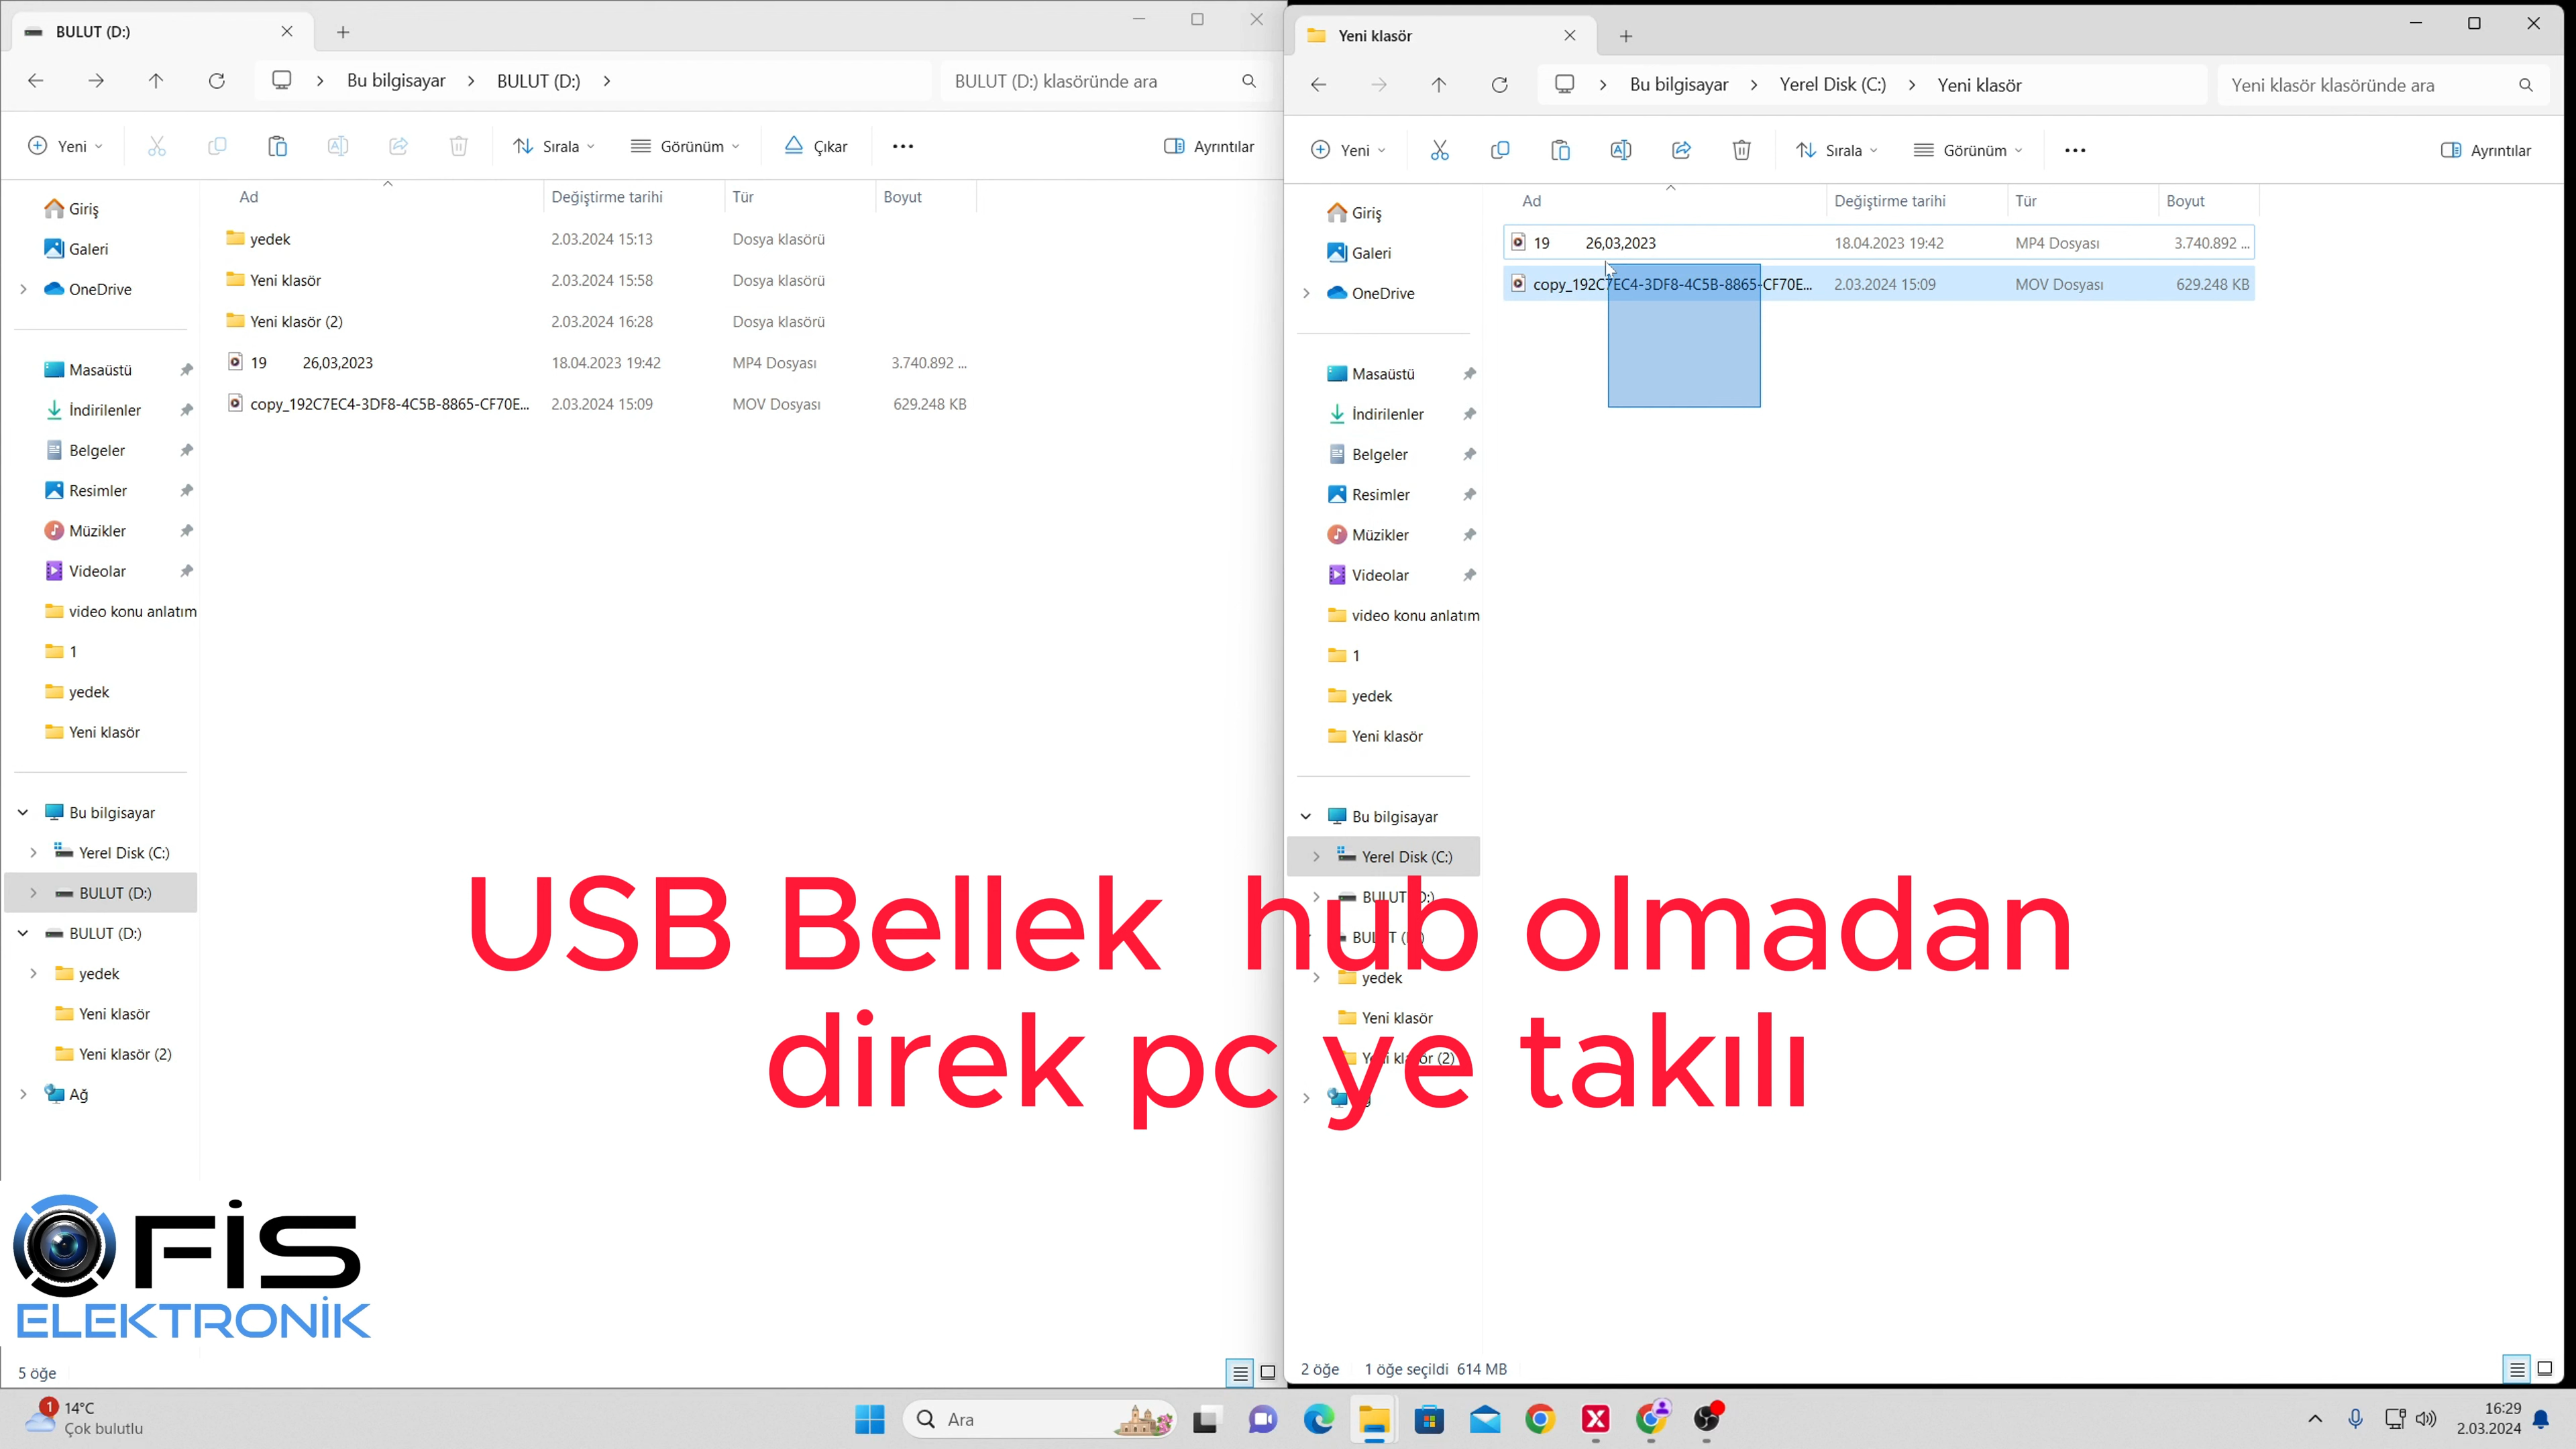 BULUT (D:)
Bu bilgisayar
BULUT (D:)
BULUT (D:) klasöründe ara
Yeni
Sırala
Görünüm
Çıkar
Ayrıntılar
Ad
Değiştirme tarihi
Tür
Boyut
yedek
2.03.2024 15:13
Dosya klasörü
Yeni klasör
2.03.2024 15:58
Dosya klasörü
Yeni klasör (2)
2.03.2024 16:28
Dosya klasörü
19 26,03,2023
18.04.2023 19:42
MP4 Dosyası
3.740.892 ...
copy_192C7EC4-3DF8-4C5B-8865-CF70E...
2.03.2024 15:09
MOV Dosyası
629.248 KB
Giriş
Galeri
OneDrive
Masaüstü
İndirilenler
Belgeler
Resimler
Müzikler
Videolar
video konu anlatım
1
yedek
Yeni klasör
Bu bilgisayar
Yerel Disk (C:)
BULUT (D:)
BULUT (D:)
yedek
Yeni klasör
Yeni klasör (2)
Ağ
5 öğe
Yeni klasör
Bu bilgisayar
Yerel Disk (C:)
Yeni klasör
Yeni klasör klasöründe ara
Yeni
Sırala
Görünüm
Ayrıntılar
Ad
Değiştirme tarihi
Tür
Boyut
19 26,03,2023
18.04.2023 19:42
MP4 Dosyası
3.740.892 ...
copy_192C7EC4-3DF8-4C5B-8865-CF70E...
2.03.2024 15:09
MOV Dosyası
629.248 KB
Giriş
Galeri
OneDrive
Masaüstü
İndirilenler
Belgeler
Resimler
Müzikler
Videolar
video konu anlatım
1
yedek
Yeni klasör
Bu bilgisayar
Yerel Disk (C:)
BULUT (D:)
yedek
Yeni klasör
2 öğe
1 öğe seçildi 614 MB
USB Bellek hub olmadan
direk pc ye takılı
OFİS
ELEKTRONİK
1
14°C
Çok bulutlu
Ara
16:29
2.03.2024